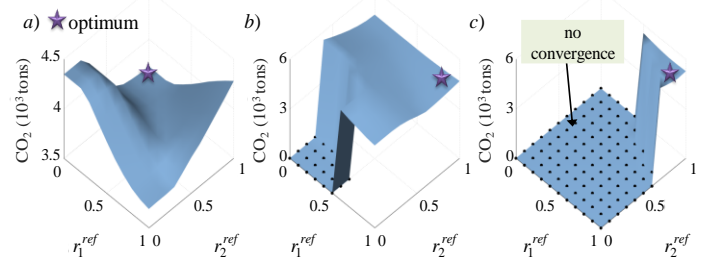 a) optimum
CO2 (10^3 tons)
4.5
4
3.5
0
0.5
1 0
0.5
1
r1^ref
r2^ref
b)
CO2 (10^3 tons)
6
3
0
0
0.5
1 0
0.5
1
r1^ref
r2^ref
c)
no
convergence
CO2 (10^3 tons)
6
3
0
0
0.5
1 0
0.5
1
r1^ref
r2^ref